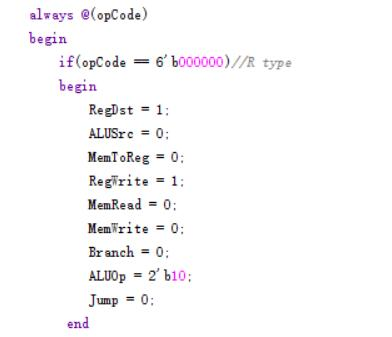 always @(opCode)
begin
if(opCode == 6'b000000)//R type
begin
RegDst = 1;
ALUSrc = 0;
MemToReg = 0;
RegWrite = 1;
MemRead = 0;
MemWrite = 0;
Branch = 0;
ALUOp = 2'b10;
Jump = 0;
end